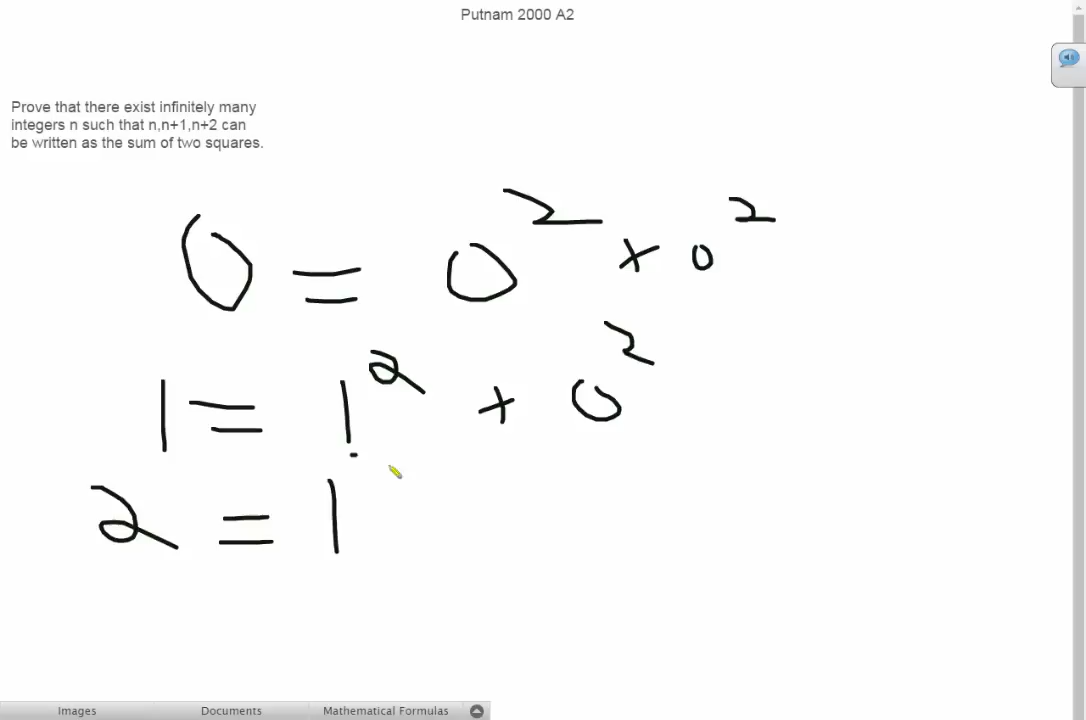 Putnam 2000 A2
Prove that there exist infinitely many
integers n such that n,n+1,n+2 can
be written as the sum of two squares.
0 = 0² + 0²
1 = 1² + 0²
2 = 1
Images Documents Mathematical Formulas